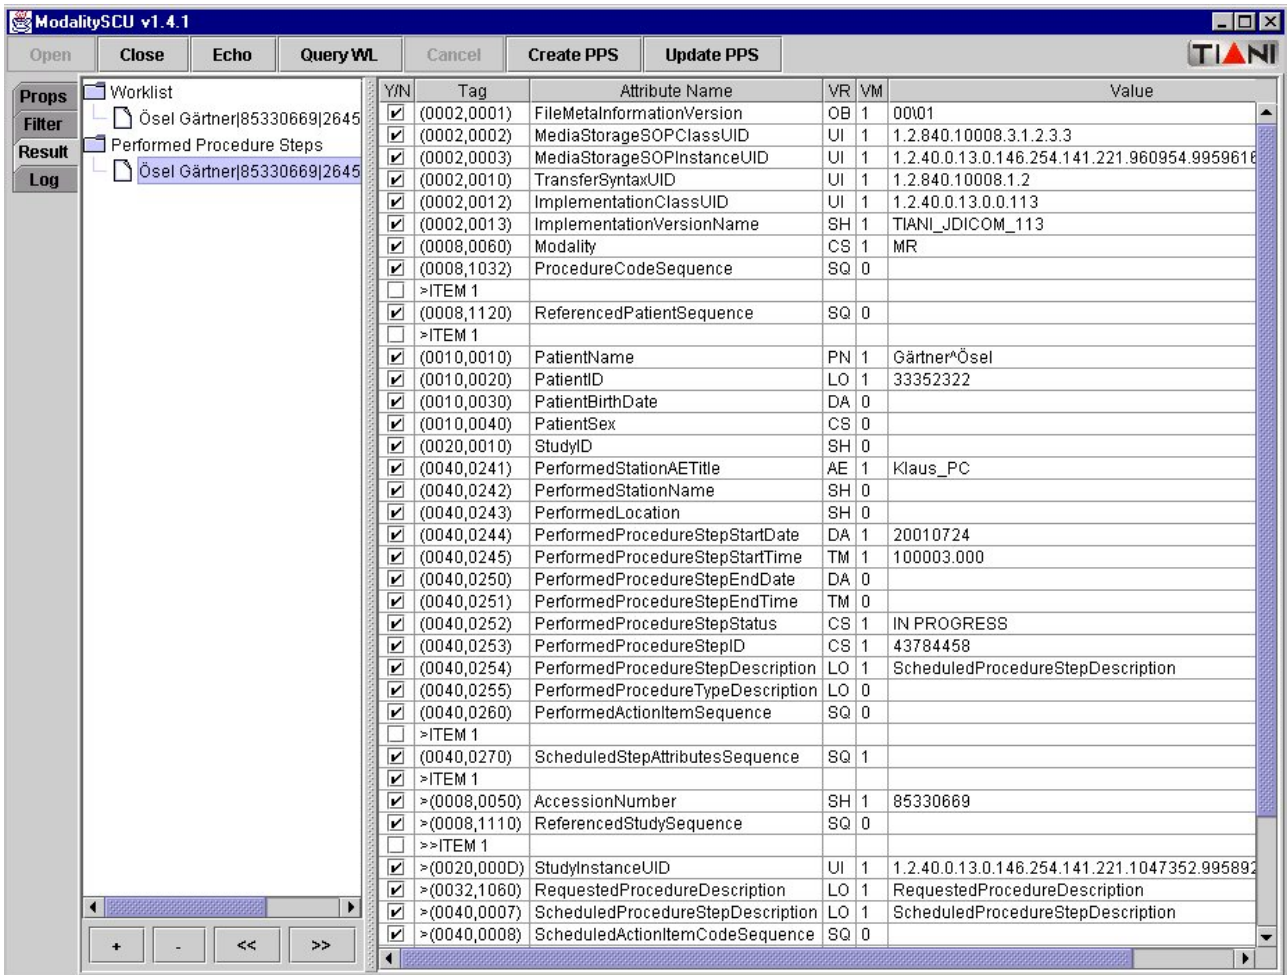 ModalitySCU v1.4.1
Open Close Echo Query WL Cancel Create PPS Update PPS TIANI
Props
Filter
Result
Log
Worklist
Ösel Gärtner|85330669|2645
Performed Procedure Steps
Ösel Gärtner|85330669|2645
+ - << >>
Y/N Tag Attribute Name VR VM Value
(0002,0001) FileMetaInformationVersion OB 1 00\01
(0002,0002) MediaStorageSOPClassUID UI 1 1.2.840.10008.3.1.2.3.3
(0002,0003) MediaStorageSOPInstanceUID UI 1 1.2.40.0.13.0.146.254.141.221.960954.9959616
(0002,0010) TransferSyntaxUID UI 1 1.2.840.10008.1.2
(0002,0012) ImplementationClassUID UI 1 1.2.40.0.13.0.0.113
(0002,0013) ImplementationVersionName SH 1 TIANI_JDICOM_113
(0008,0060) Modality CS 1 MR
(0008,1032) ProcedureCodeSequence SQ 0
>ITEM 1
(0008,1120) ReferencedPatientSequence SQ 0
>ITEM 1
(0010,0010) PatientName PN 1 Gärtner^Ösel
(0010,0020) PatientID LO 1 33352322
(0010,0030) PatientBirthDate DA 0
(0010,0040) PatientSex CS 0
(0020,0010) StudyID SH 0
(0040,0241) PerformedStationAETitle AE 1 Klaus_PC
(0040,0242) PerformedStationName SH 0
(0040,0243) PerformedLocation SH 0
(0040,0244) PerformedProcedureStepStartDate DA 1 20010724
(0040,0245) PerformedProcedureStepStartTime TM 1 100003.000
(0040,0250) PerformedProcedureStepEndDate DA 0
(0040,0251) PerformedProcedureStepEndTime TM 0
(0040,0252) PerformedProcedureStepStatus CS 1 IN PROGRESS
(0040,0253) PerformedProcedureStepID CS 1 43784458
(0040,0254) PerformedProcedureStepDescription LO 1 ScheduledProcedureStepDescription
(0040,0255) PerformedProcedureTypeDescription LO 0
(0040,0260) PerformedActionItemSequence SQ 0
>ITEM 1
(0040,0270) ScheduledStepAttributesSequence SQ 1
>ITEM 1
>(0008,0050) AccessionNumber SH 1 85330669
>(0008,1110) ReferencedStudySequence SQ 0
>>ITEM 1
>(0020,000D) StudyInstanceUID UI 1 1.2.40.0.13.0.146.254.141.221.1047352.995892
>(0032,1060) RequestedProcedureDescription LO 1 RequestedProcedureDescription
>(0040,0007) ScheduledProcedureStepDescription LO 1 ScheduledProcedureStepDescription
>(0040,0008) ScheduledActionItemCodeSequence SQ 0